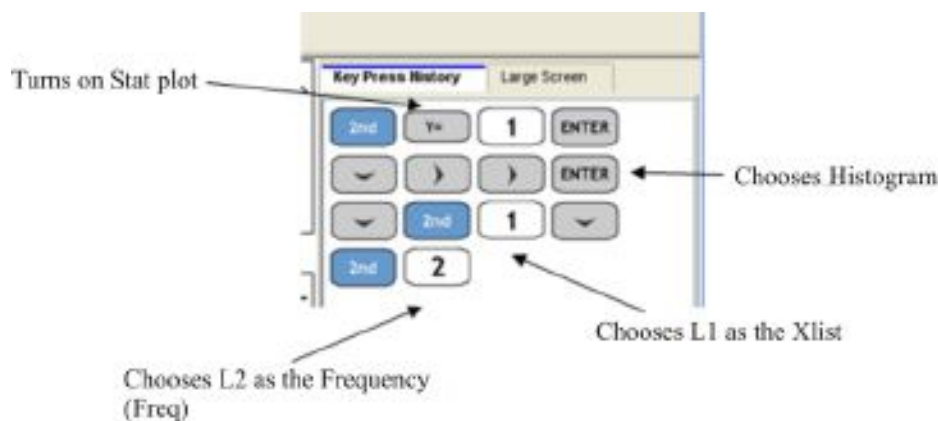 Key Press History Large Screen
Turns on Stat plot
2nd Y= 1 ENTER
ENTER
Chooses Histogram
2nd 1
2nd 2
Chooses L1 as the Xlist
Chooses L2 as the Frequency
(Freq)